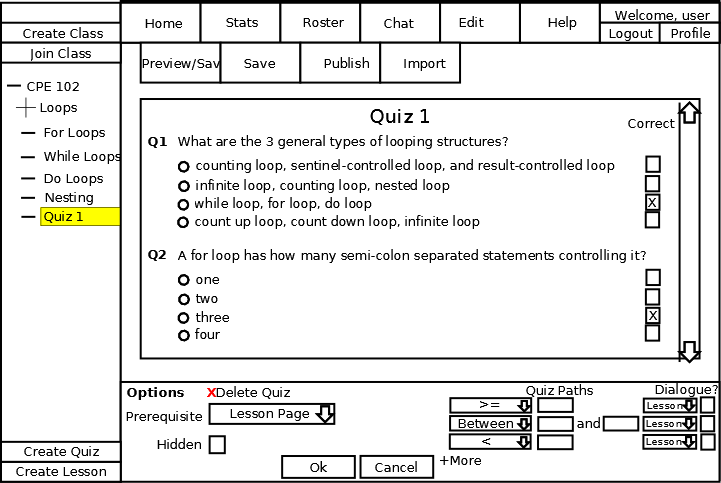 Home Stats Roster Chat Edit Help Welcome, user
Create Class Logout Profile
Join Class Preview/Sav Save Publish Import
CPE 102
Loops
For Loops
While Loops
Do Loops
Nesting
Quiz 1
Quiz 1
Correct
Q1 What are the 3 general types of looping structures?
counting loop, sentinel-controlled loop, and result-controlled loop
infinite loop, counting loop, nested loop
while loop, for loop, do loop X
count up loop, count down loop, infinite loop
Q2 A for loop has how many semi-colon separated statements controlling it?
one
two
three X
four
Options XDelete Quiz Quiz Paths Dialogue?
Prerequisite Lesson Page >= Lesson
Between and Lesson
Hidden < Lesson
Create Quiz +More
Create Lesson Ok Cancel